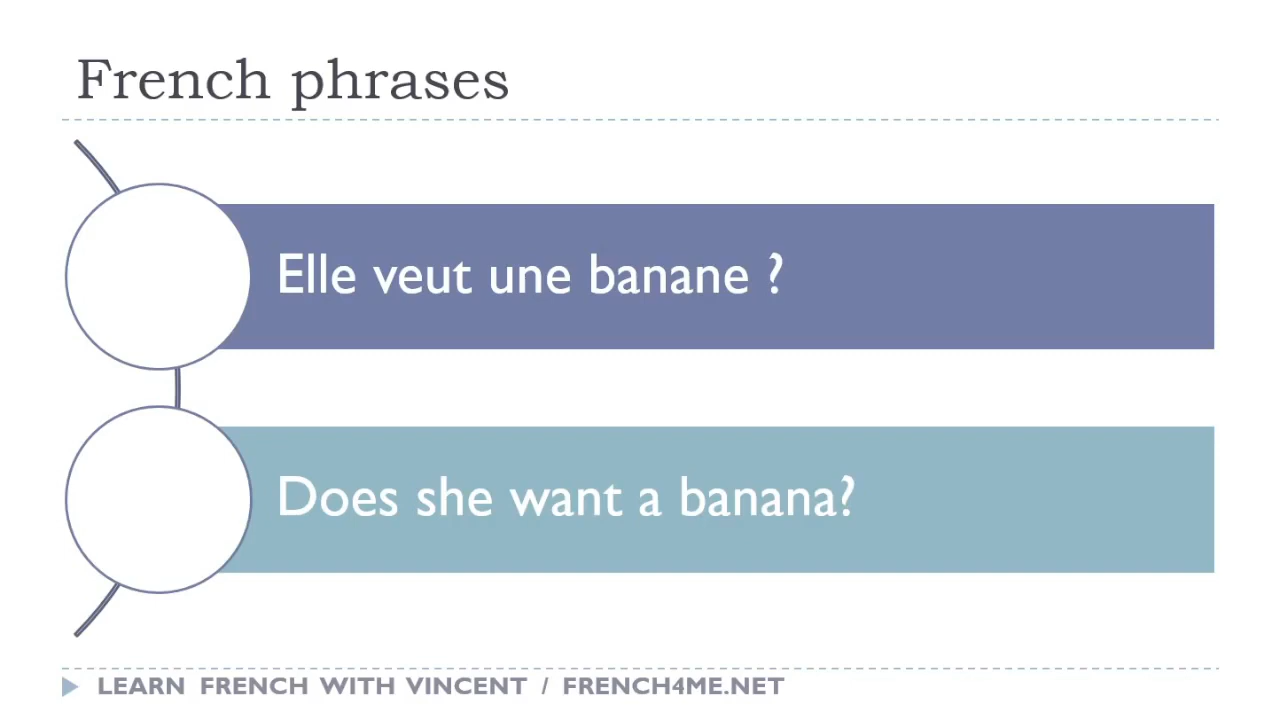 French phrases
Elle veut une banane ?
Does she want a banana?
LEARN FRENCH WITH VINCENT / FRENCH4ME.NET